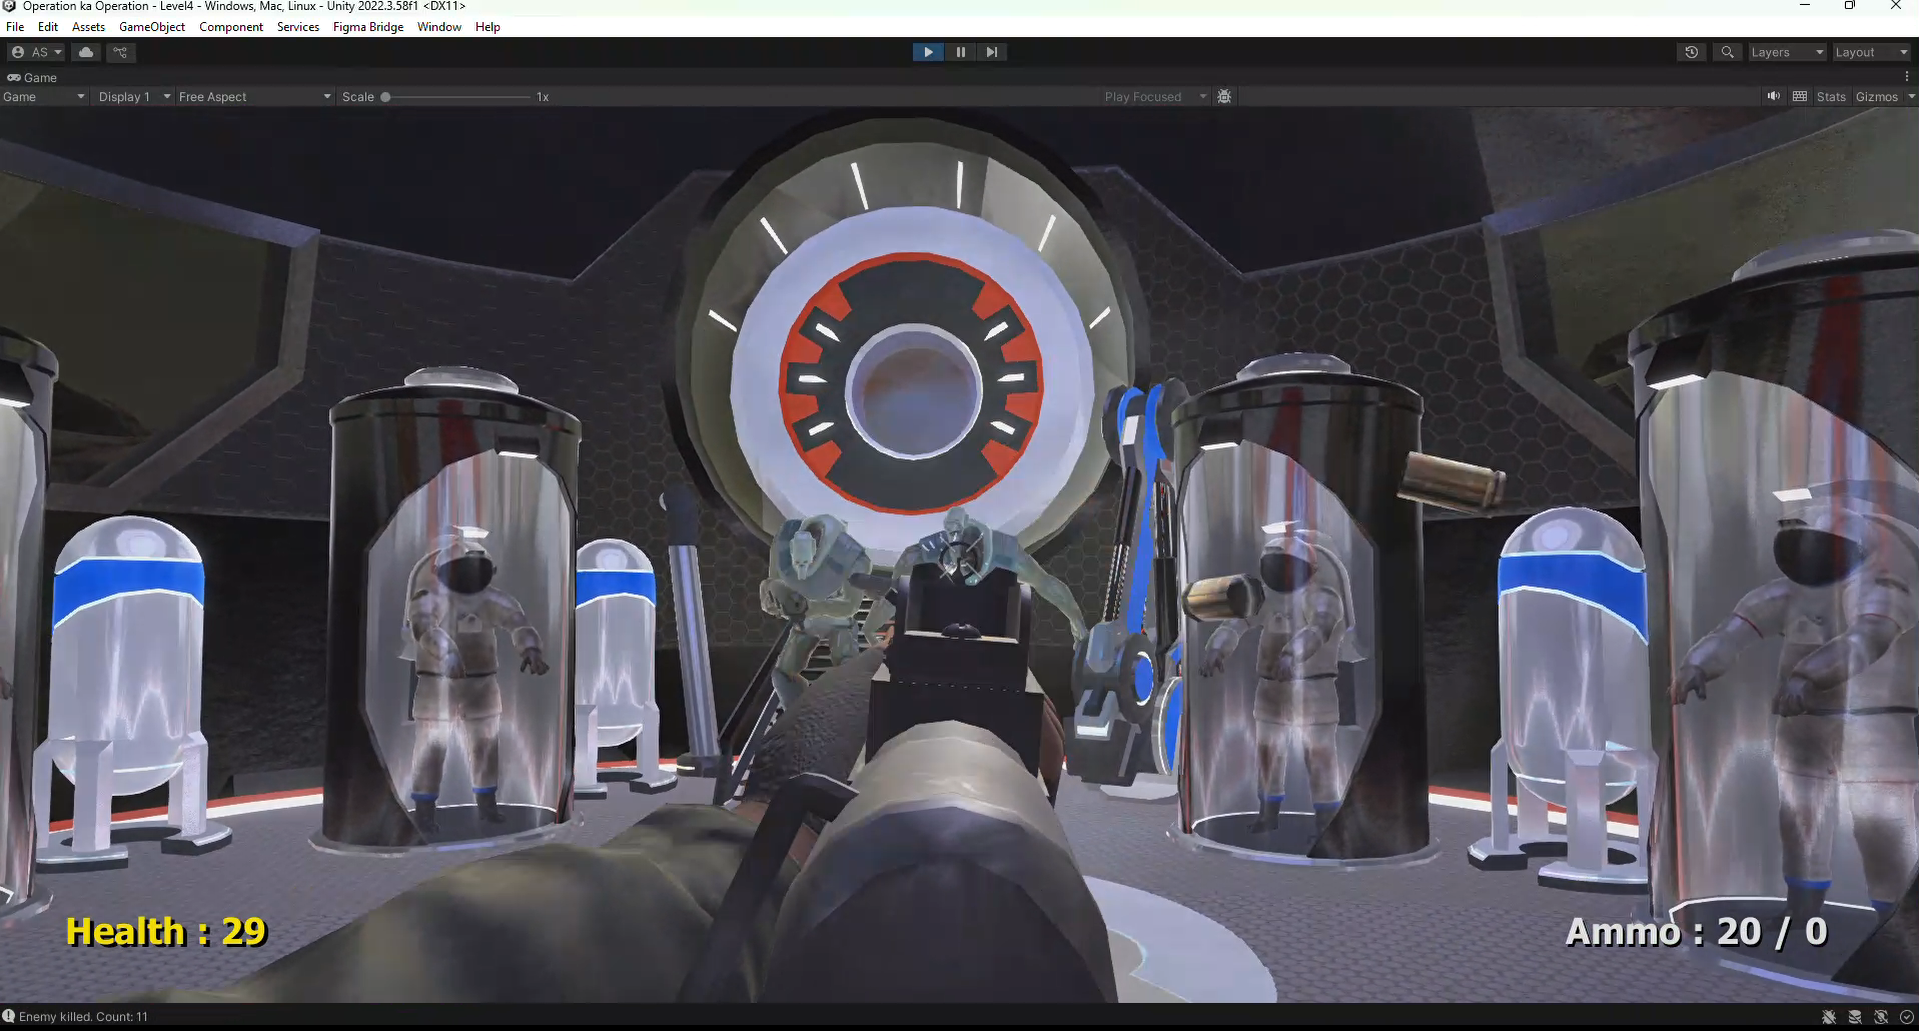 Operation ka Operation - Level4 - Windows, Mac, Linux - Unity 2022.3.58f1 <DX11>
File Edit Assets GameObject Component Services Figma Bridge Window Help
AS Layers Layout
Game
Game Display 1 Free Aspect Scale 1x Play Focused Stats Gizmos
Health : 29 Ammo : 20 / 0
Enemy killed. Count: 11